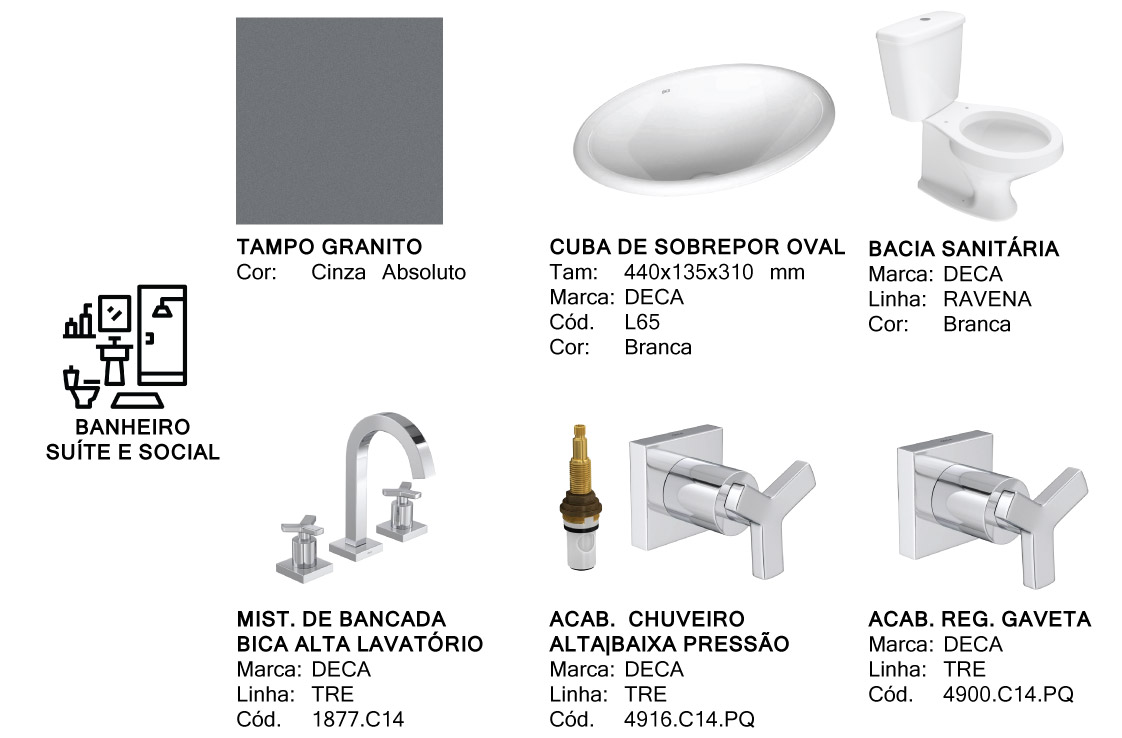 TAMPO GRANITO
Cor: Cinza Absoluto
CUBA DE SOBREPOR OVAL
Tam: 440x135x310 mm
Marca: DECA
Cód. L65
Cor: Branca
BACIA SANITÁRIA
Marca: DECA
Linha: RAVENA
Cor: Branca
BANHEIRO
SUÍTE E SOCIAL
MIST. DE BANCADA
BICA ALTA LAVATÓRIO
Marca: DECA
Linha: TRE
Cód. 1877.C14
ACAB. CHUVEIRO
ALTA|BAIXA PRESSÃO
Marca: DECA
Linha: TRE
Cód. 4916.C14.PQ
ACAB. REG. GAVETA
Marca: DECA
Linha: TRE
Cód. 4900.C14.PQ